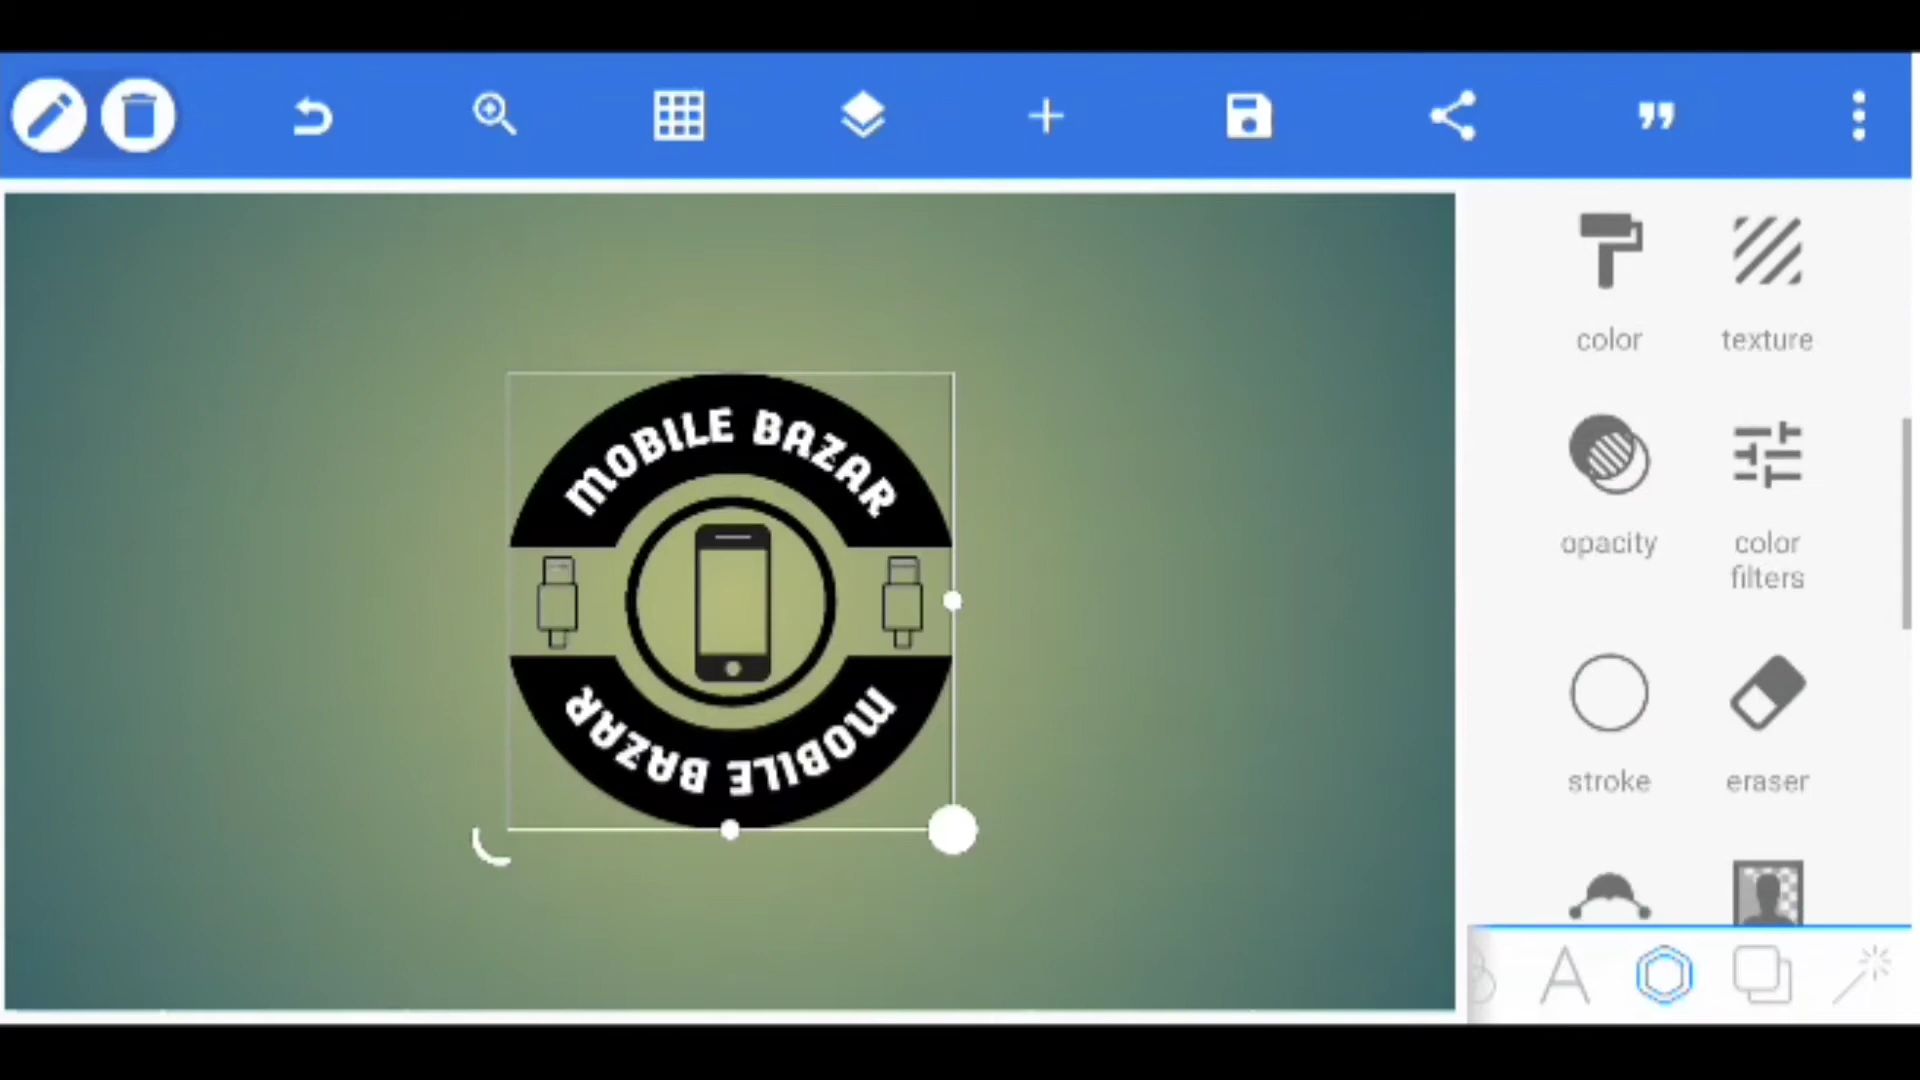 color texture
MOBILE BAZAR
opacity color
filters
MOBILE BAZAR
stroke eraser